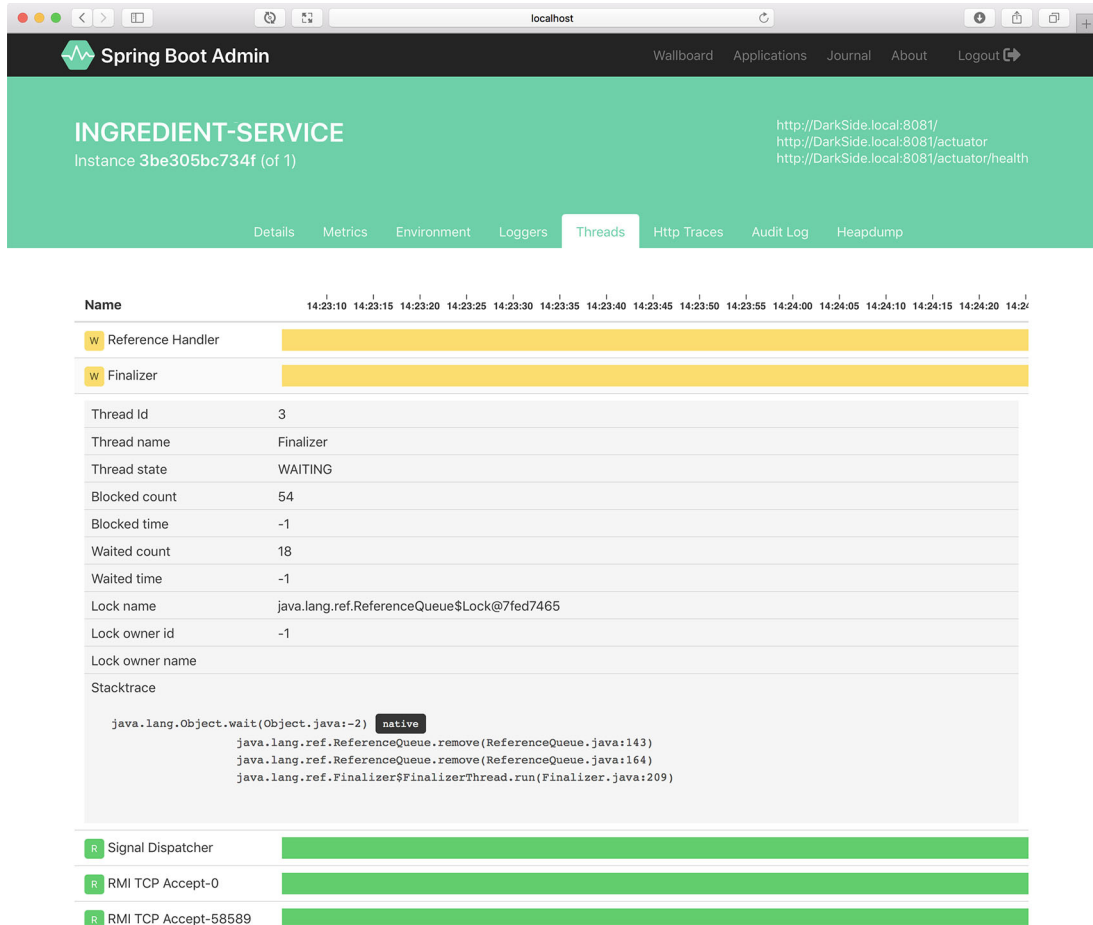 localhost
Spring Boot Admin
Wallboard Applications Journal About Logout
INGREDIENT-SERVICE
Instance 3be305bc734f (of 1)
http://DarkSide.local:8081/
http://DarkSide.local:8081/actuator
http://DarkSide.local:8081/actuator/health
Details Metrics Environment Loggers Threads Http Traces Audit Log Heapdump
Name 14:23:10 14:23:15 14:23:20 14:23:25 14:23:30 14:23:35 14:23:40 14:23:45 14:23:50 14:23:55 14:24:00 14:24:05 14:24:10 14:24:15 14:24:20
W Reference Handler
W Finalizer
Thread Id 3
Thread name Finalizer
Thread state WAITING
Blocked count 54
Blocked time -1
Waited count 18
Waited time -1
Lock name java.lang.ref.ReferenceQueue$Lock@7fed7465
Lock owner id -1
Lock owner name
Stacktrace
java.lang.Object.wait(Object.java:-2) native
java.lang.ref.ReferenceQueue.remove(ReferenceQueue.java:143)
java.lang.ref.ReferenceQueue.remove(ReferenceQueue.java:164)
java.lang.ref.Finalizer$FinalizerThread.run(Finalizer.java:209)
R Signal Dispatcher
R RMI TCP Accept-0
R RMI TCP Accept-58589